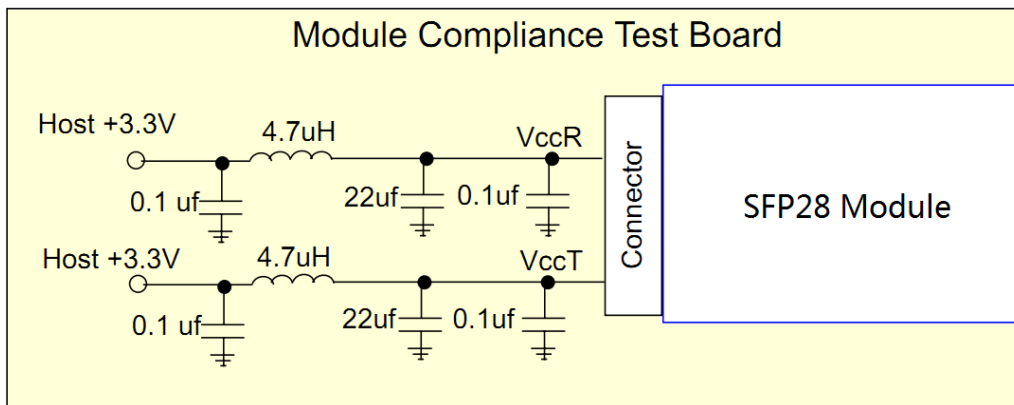 Module Compliance Test Board
Host +3.3V
4.7uH
VccR
0.1 uf
22uf
0.1uf
Connector
SFP28 Module
Host +3.3V
4.7uH
VccT
0.1 uf
22uf
0.1uf